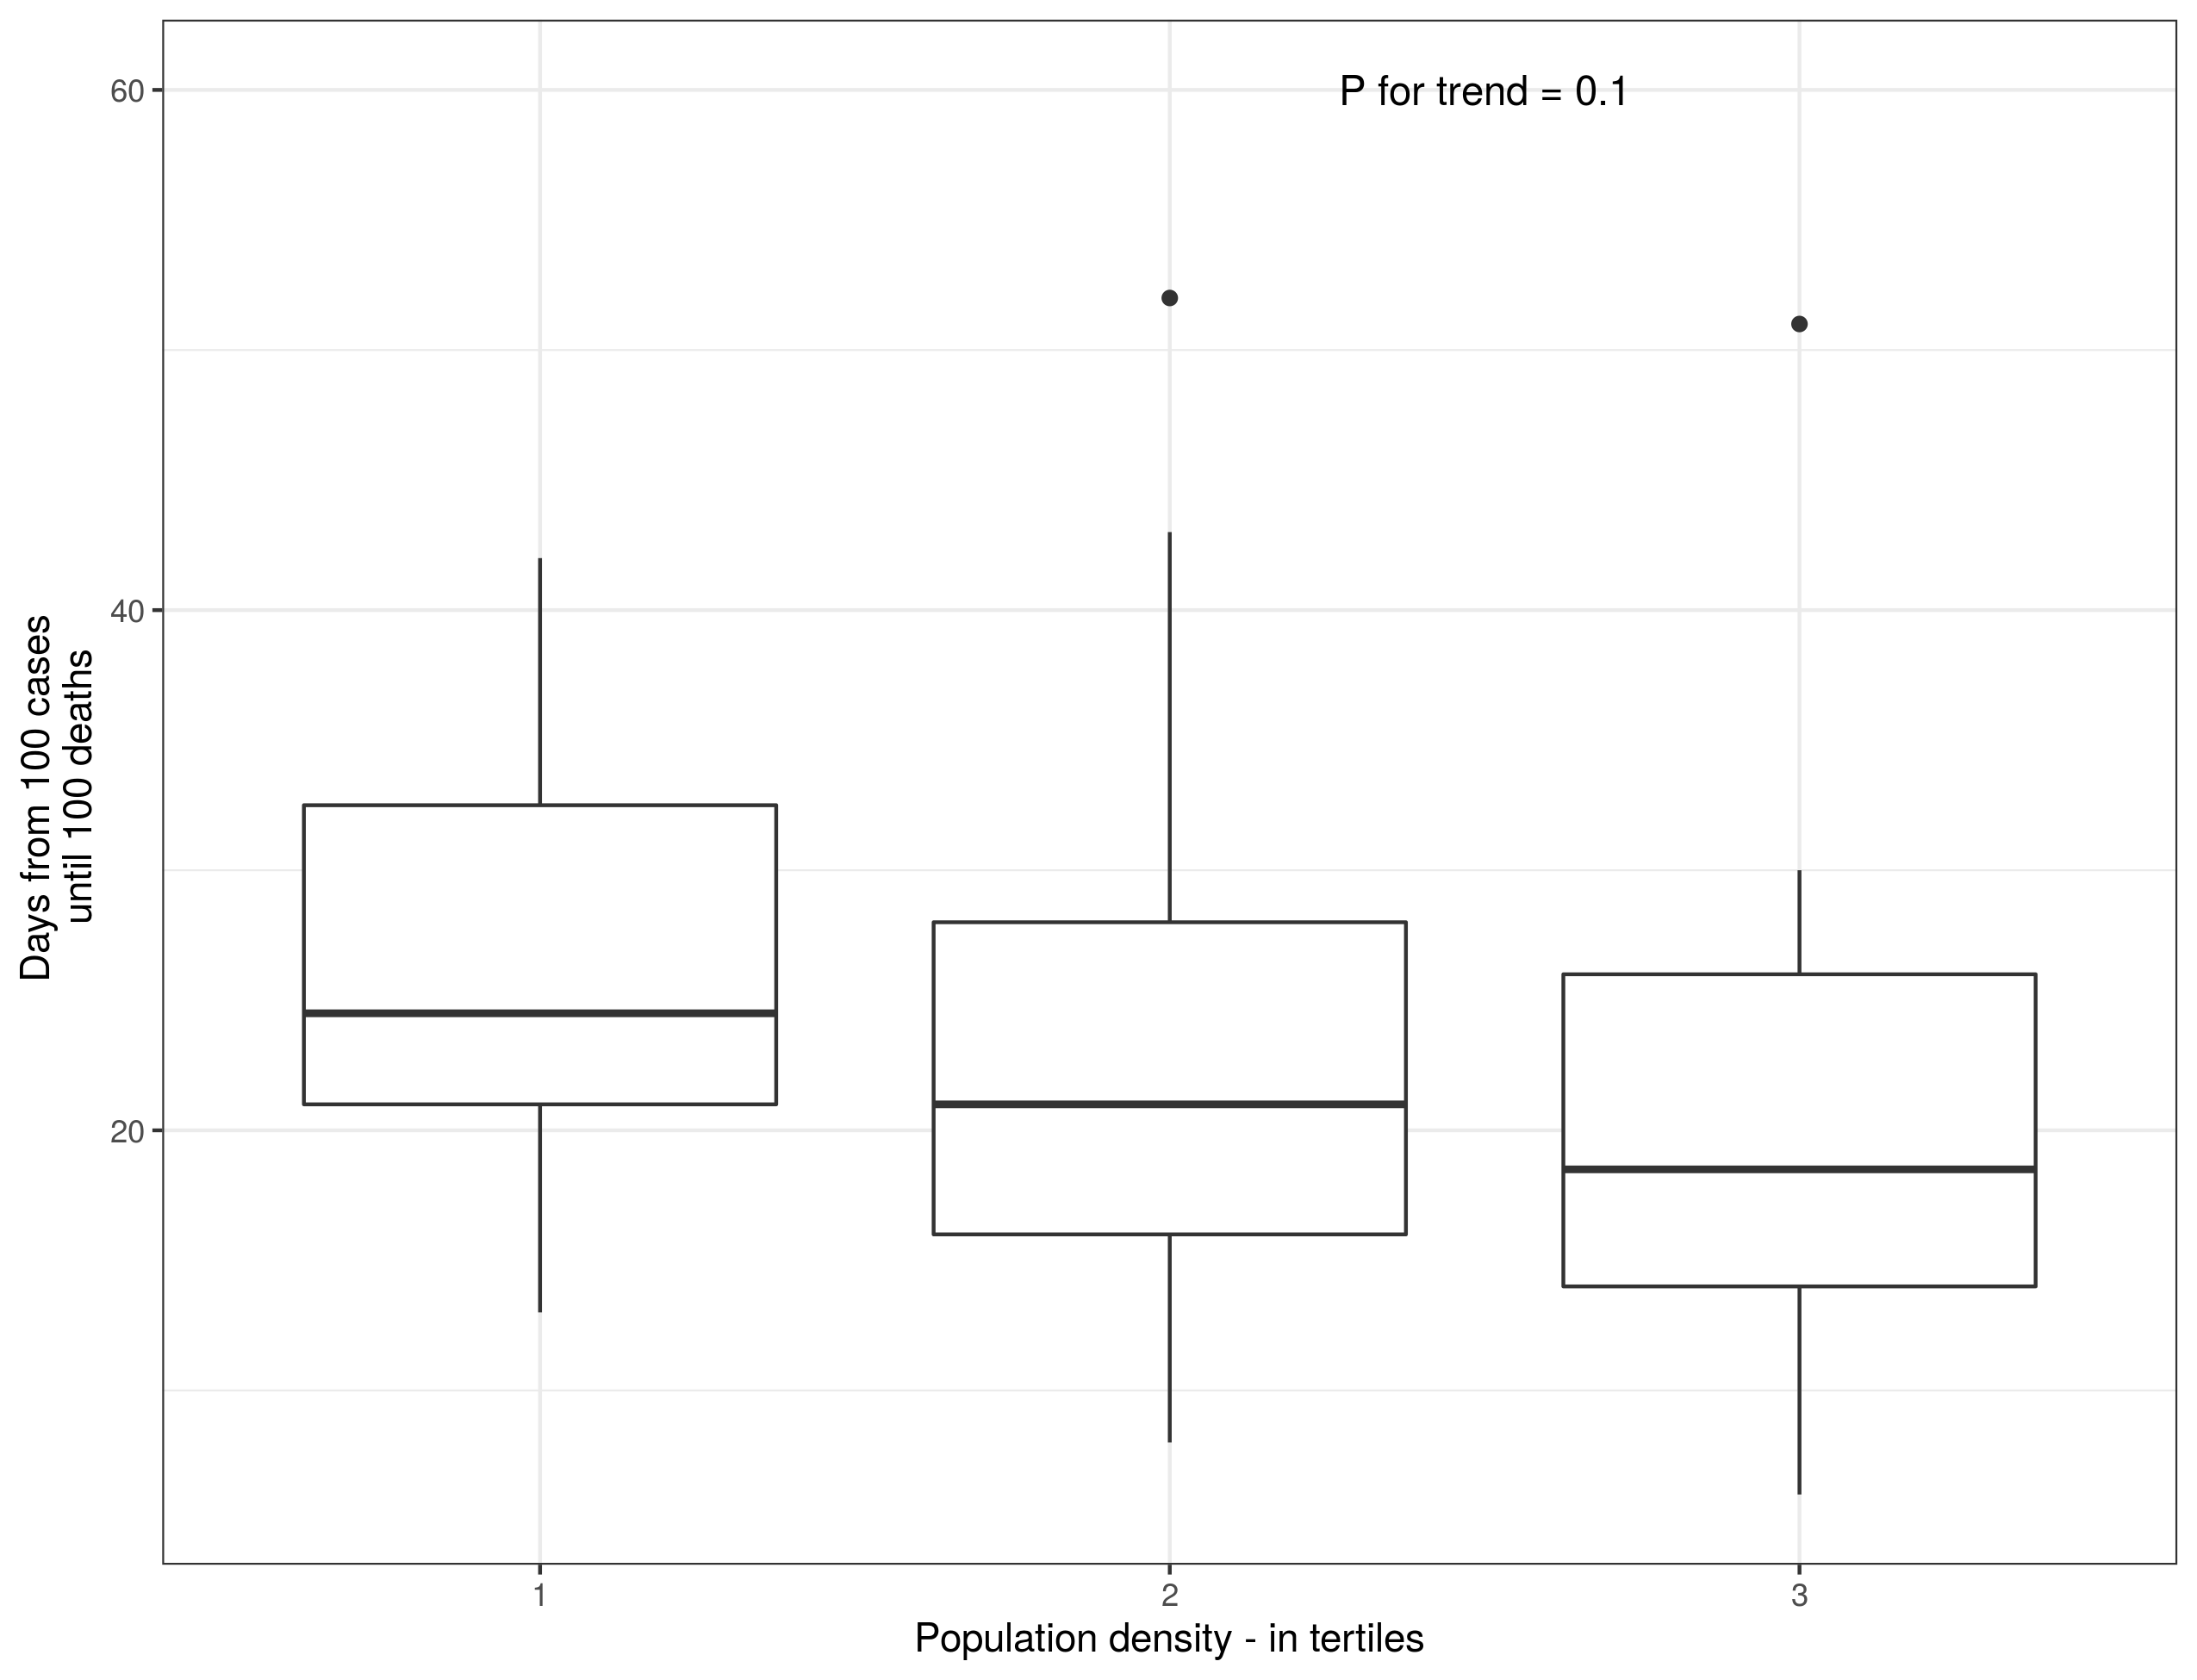 P for trend = 0.1
60
40
20
Days from 100 cases
until 100 deaths
1
2
3
Population density - in tertiles